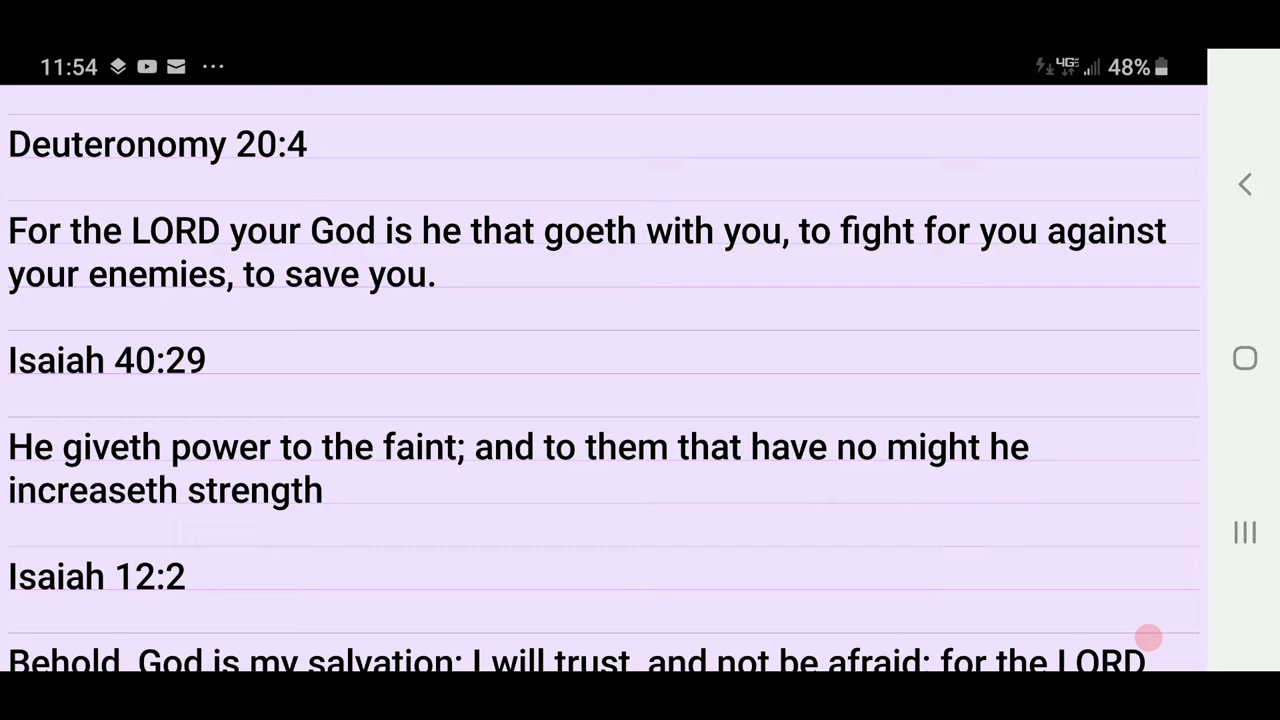 11:54 ... 4GE 48%
Deuteronomy 20:4
For the LORD your God is he that goeth with you, to fight for you against
your enemies, to save you.
Isaiah 40:29
He giveth power to the faint; and to them that have no might he
increaseth strength
Isaiah 12:2
Behold, God is my salvation; I will trust, and not be afraid: for the LORD